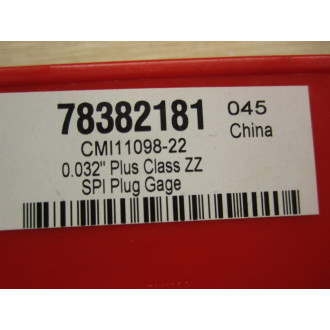 78382181 045
China
CMI11098-22
0.032" Plus Class ZZ
SPI Plug Gage